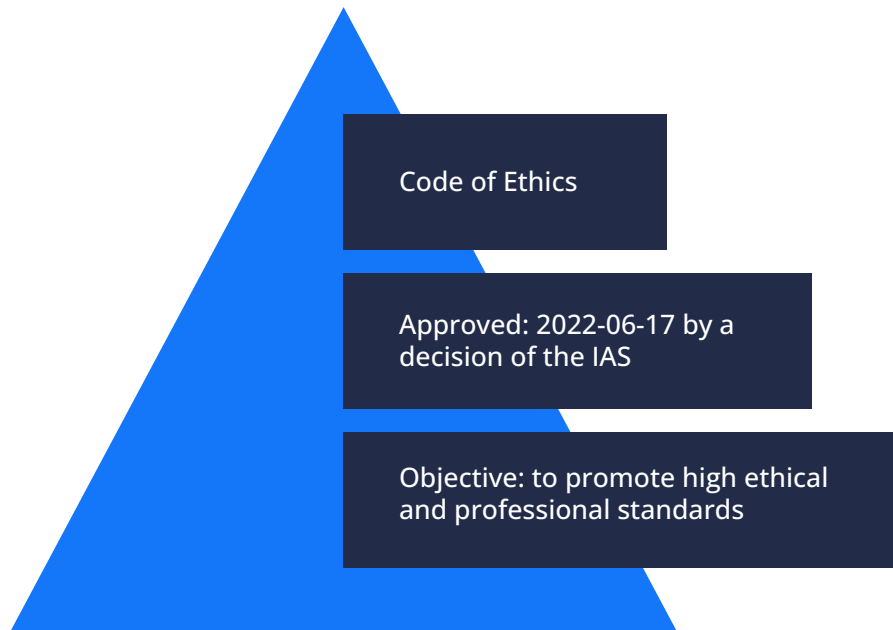 Code of Ethics
Approved: 2022-06-17 by a
decision of the IAS
Objective: to promote high ethical
and professional standards